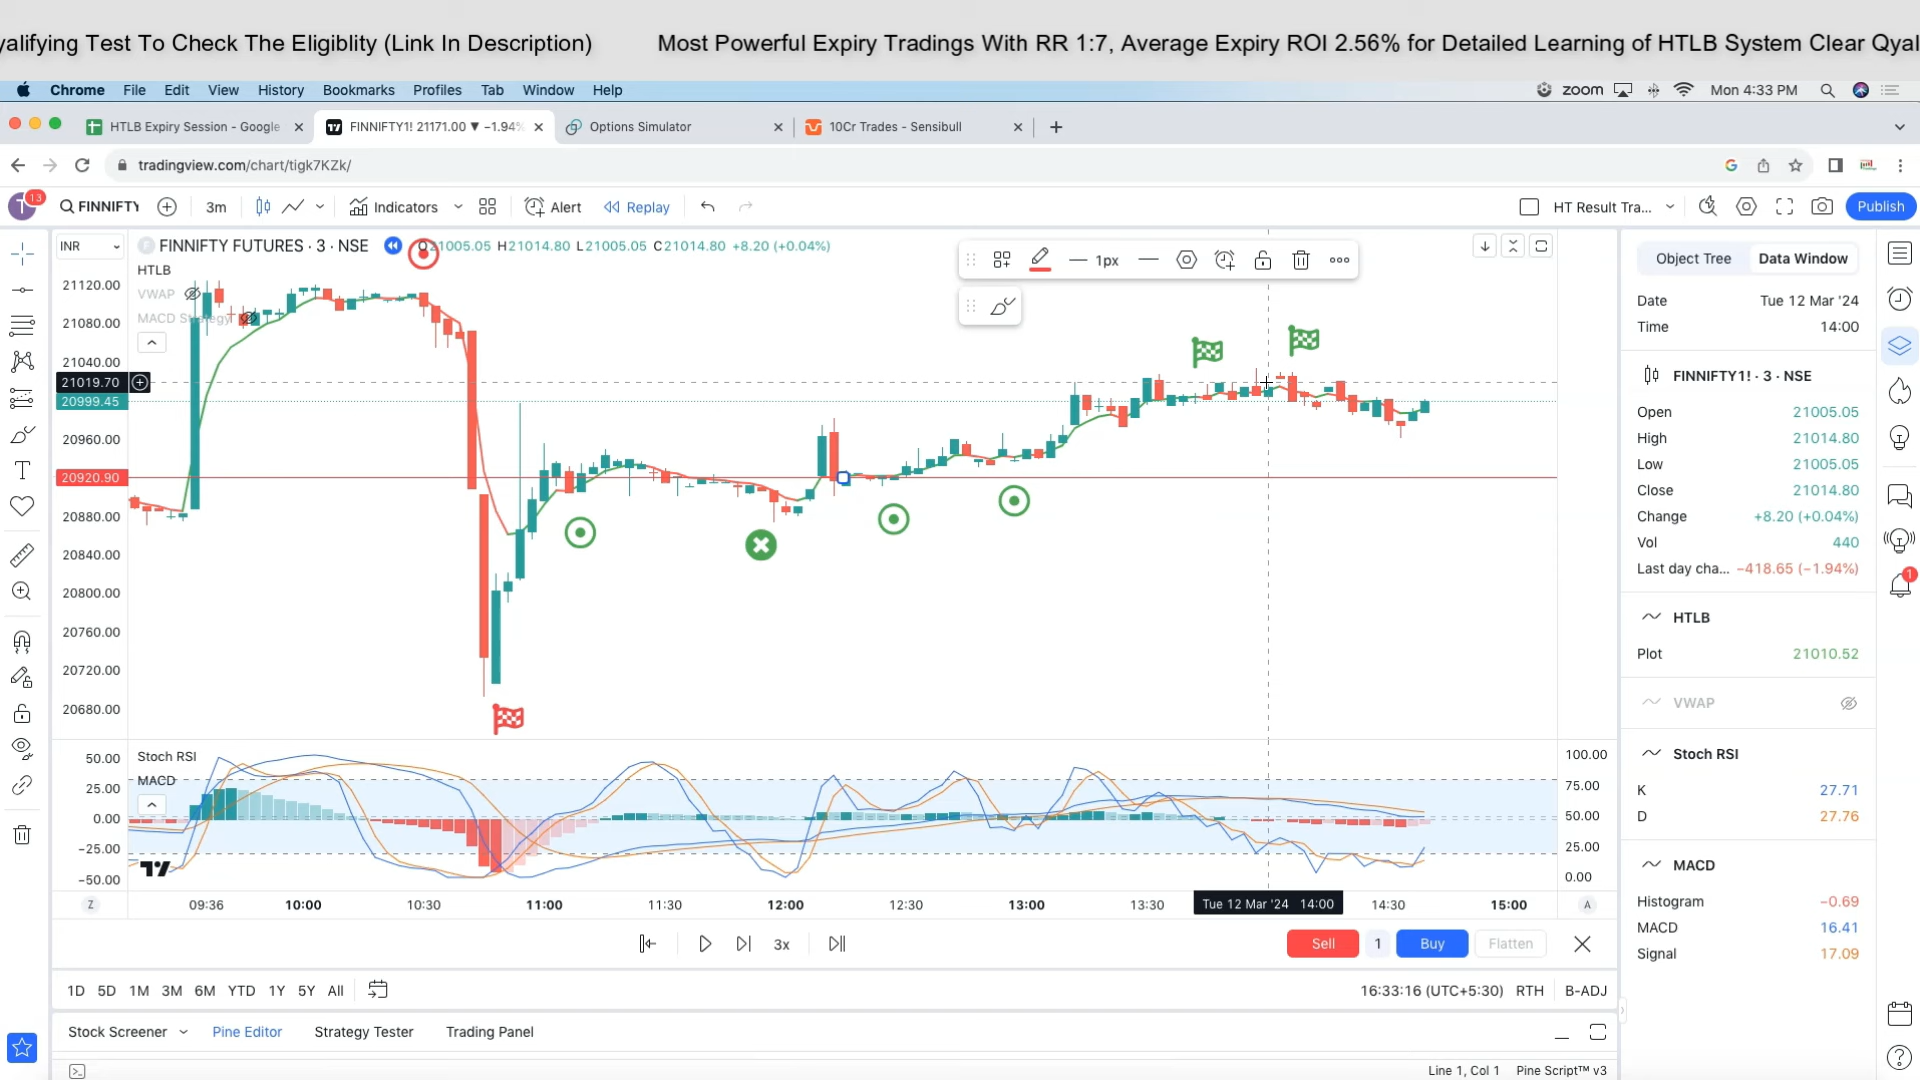 yalifying Test To Check The Eligiblity (Link In Description)	Most Powerful Expiry Tradings With RR 1:7, Average Expiry ROI 2.56% for Detailed Learning of HTLB System Clear Qyal
Chrome File Edit View History Bookmarks Profiles Tab Window Help zoom Mon 4:33 PM
HTLB Expiry Session - Google FINNIFTY1! 21171.00 ▼ −1.94% Options Simulator 10Cr Trades - Sensibull
tradingview.com/chart/tigk7KZk/
T 13 FINNIFTY 3m Indicators Alert Replay HT Result Tra... Publish
INR FINNIFTY FUTURES · 3 · NSE O21005.05 H21014.80 L21005.05 C21014.80 +8.20 (+0.04%)
HTLB
VWAP
MACD Strategy
1px
21120.00
21080.00
21040.00
21019.70
20999.45
20960.00
20920.90
20880.00
20840.00
20800.00
20760.00
20720.00
20680.00
Stoch RSI
MACD
50.00
25.00
0.00
−25.00
−50.00
100.00
75.00
50.00
25.00
0.00
Z 09:36 10:00 10:30 11:00 11:30 12:00 12:30 13:00 13:30 Tue 12 Mar '24 14:00 14:30 15:00 A
3x Sell 1 Buy Flatten
1D 5D 1M 3M 6M YTD 1Y 5Y All 16:33:16 (UTC+5:30) RTH B-ADJ
Stock Screener Pine Editor Strategy Tester Trading Panel
Line 1, Col 1 Pine Script™ v3
Object Tree Data Window
Date Tue 12 Mar '24
Time 14:00
FINNIFTY1! · 3 · NSE
Open 21005.05
High 21014.80
Low 21005.05
Close 21014.80
Change +8.20 (+0.04%)
Vol 440
Last day cha... −418.65 (−1.94%)
HTLB
Plot 21010.52
VWAP
Stoch RSI
K 27.71
D 27.76
MACD
Histogram −0.69
MACD 16.41
Signal 17.09
1